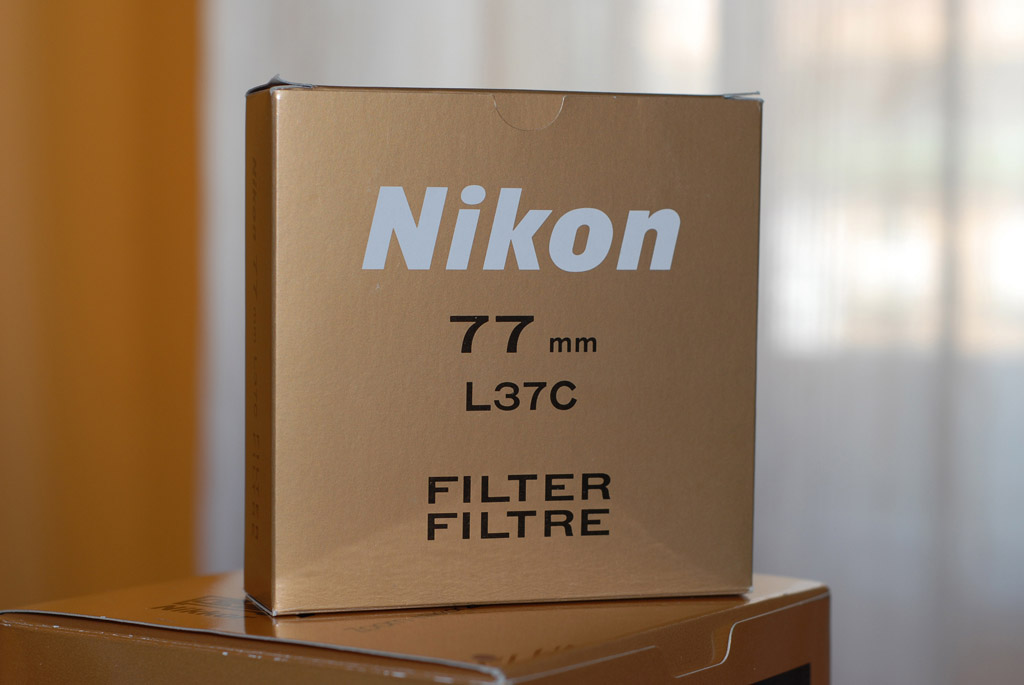 Nikon
77 mm
L37C
FILTER
FILTRE